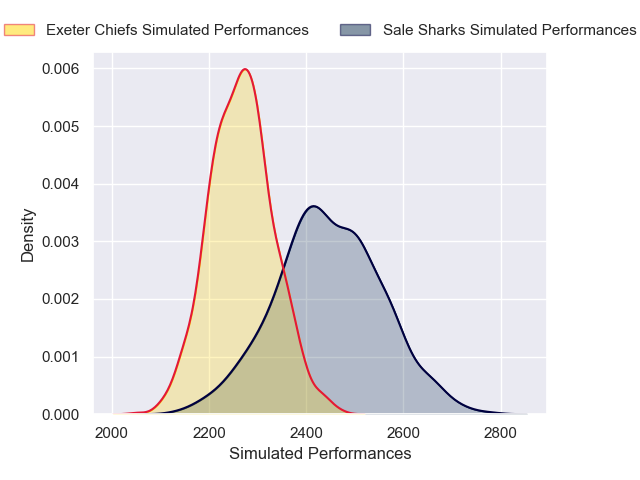 Exeter Chiefs Simulated Performances Sale Sharks Simulated Performances
0.006
0.005
0.004
0.003
0.002
0.001
0.000
Density
2000 2200 2400 2600 2800
Simulated Performances